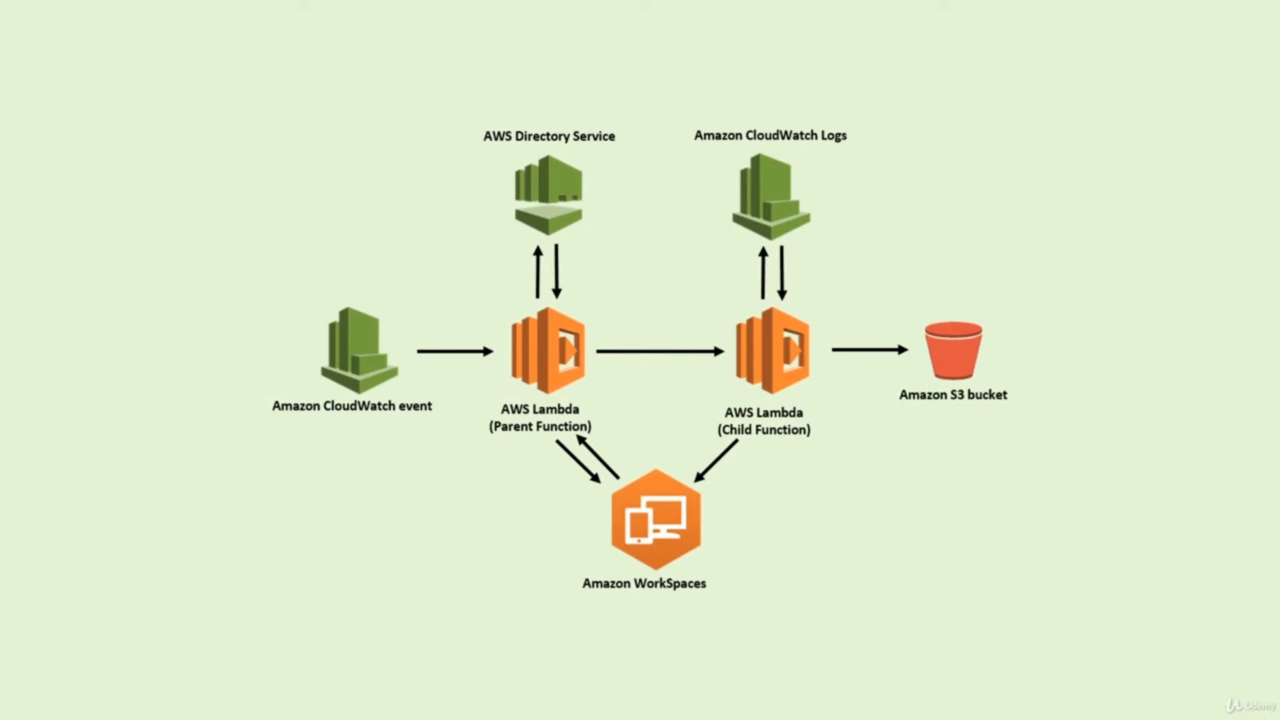 AWS Directory Service
Amazon CloudWatch Logs
Amazon CloudWatch event
AWS Lambda
(Parent Function)
AWS Lambda
(Child Function)
Amazon S3 bucket
Amazon WorkSpaces
Udemy